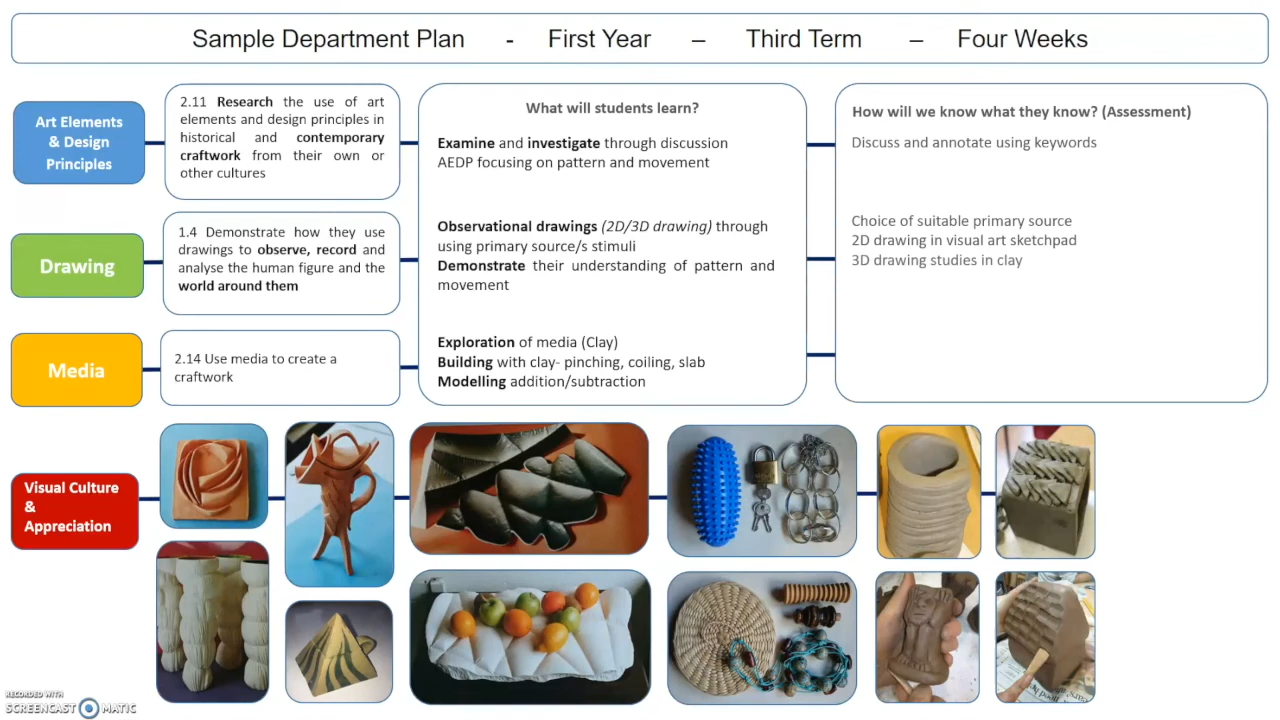 Sample Department Plan - First Year – Third Term – Four Weeks
Art Elements
& Design
Principles
2.11 Research the use of art
elements and design principles in
historical and contemporary
craftwork from their own or
other cultures
What will students learn?
Examine and investigate through discussion
AEDP focusing on pattern and movement
How will we know what they know? (Assessment)
Discuss and annotate using keywords
Drawing
1.4 Demonstrate how they use
drawings to observe, record and
analyse the human figure and the
world around them
Observational drawings (2D/3D drawing) through
using primary source/s stimuli
Demonstrate their understanding of pattern and
movement
Choice of suitable primary source
2D drawing in visual art sketchpad
3D drawing studies in clay
Media
2.14 Use media to create a
craftwork
Exploration of media (Clay)
Building with clay- pinching, coiling, slab
Modelling addition/subtraction
Visual Culture
&
Appreciation
RECORDED WITH
SCREENCAST MATIC